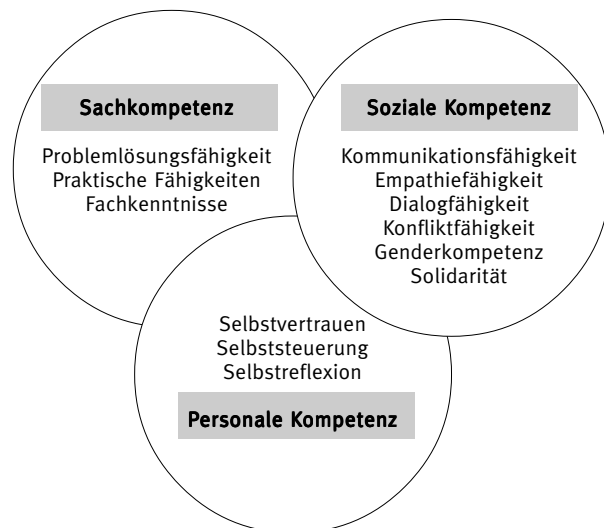 Sachkompetenz
Problemlösungsfähigkeit
Praktische Fähigkeiten
Fachkenntnisse
Soziale Kompetenz
Kommunikationsfähigkeit
Empathiefähigkeit
Dialogfähigkeit
Konfliktfähigkeit
Genderkompetenz
Solidarität
Selbstvertrauen
Selbststeuerung
Selbstreflexion
Personale Kompetenz